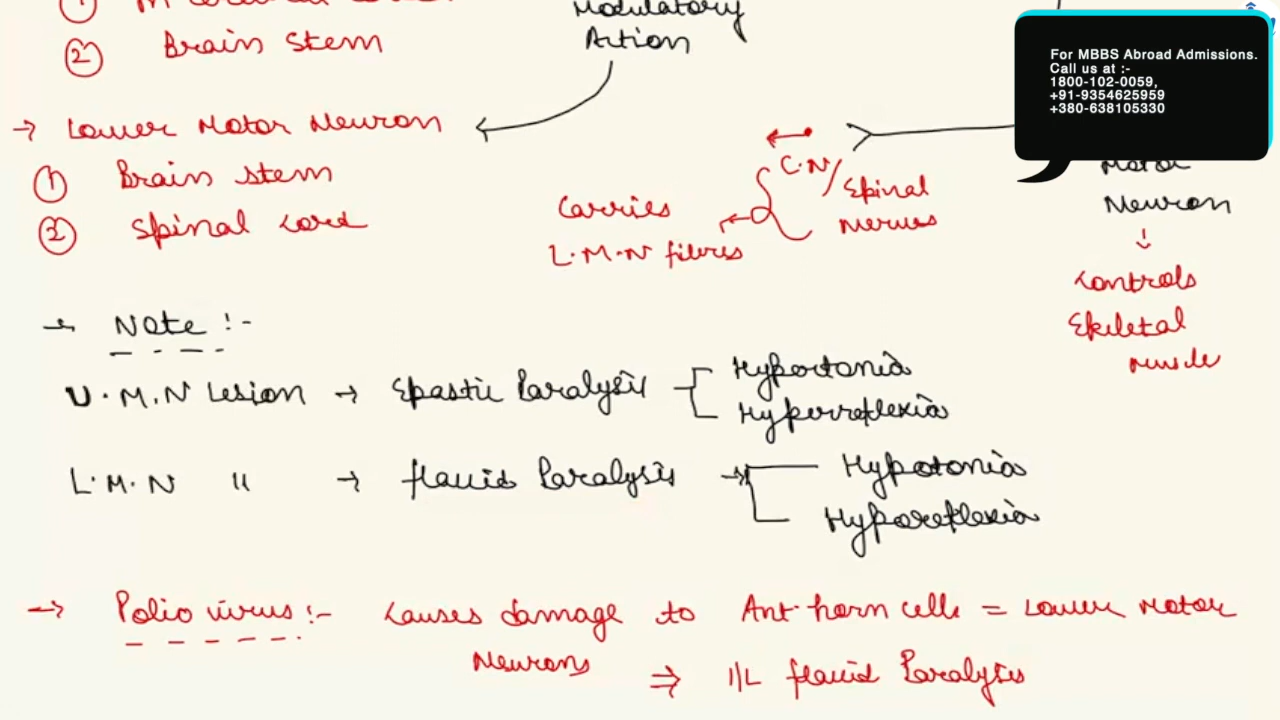 ① In cerebral
② Brain Stem
Modulatory
Action
→ Lower Motor Neuron
① Brain stem
② Spinal cord
C.N/
Spinal
nerves
Carries
L.M.N fibres
Motor
Neuron
↓
Controls
Skeletal
muscle
→ Note :-
U.M.N Lesion → Spastic Paralysis
Hypertonia
Hyperreflexia
L.M.N " → flaccid Paralysis →
Hypotonia
Hyporeflexia
→ Polio virus :- Causes damage to Ant. horn cells = Lower Motor
Neurons
⇒ I/L flaccid Paralysis
For MBBS Abroad Admissions.
Call us at :-
1800-102-0059,
+91-9354625959
+380-638105330